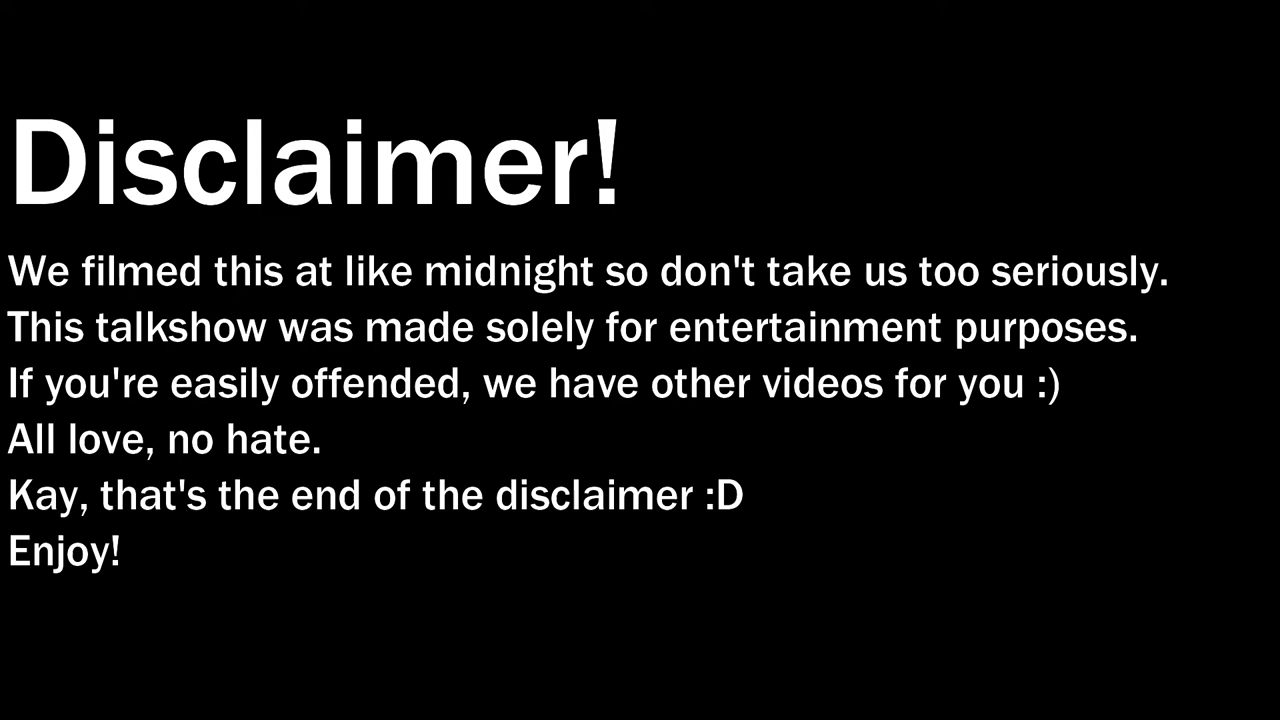 Disclaimer!
We filmed this at like midnight so don't take us too seriously.
This talkshow was made solely for entertainment purposes.
If you're easily offended, we have other videos for you :)
All love, no hate.
Kay, that's the end of the disclaimer :D
Enjoy!